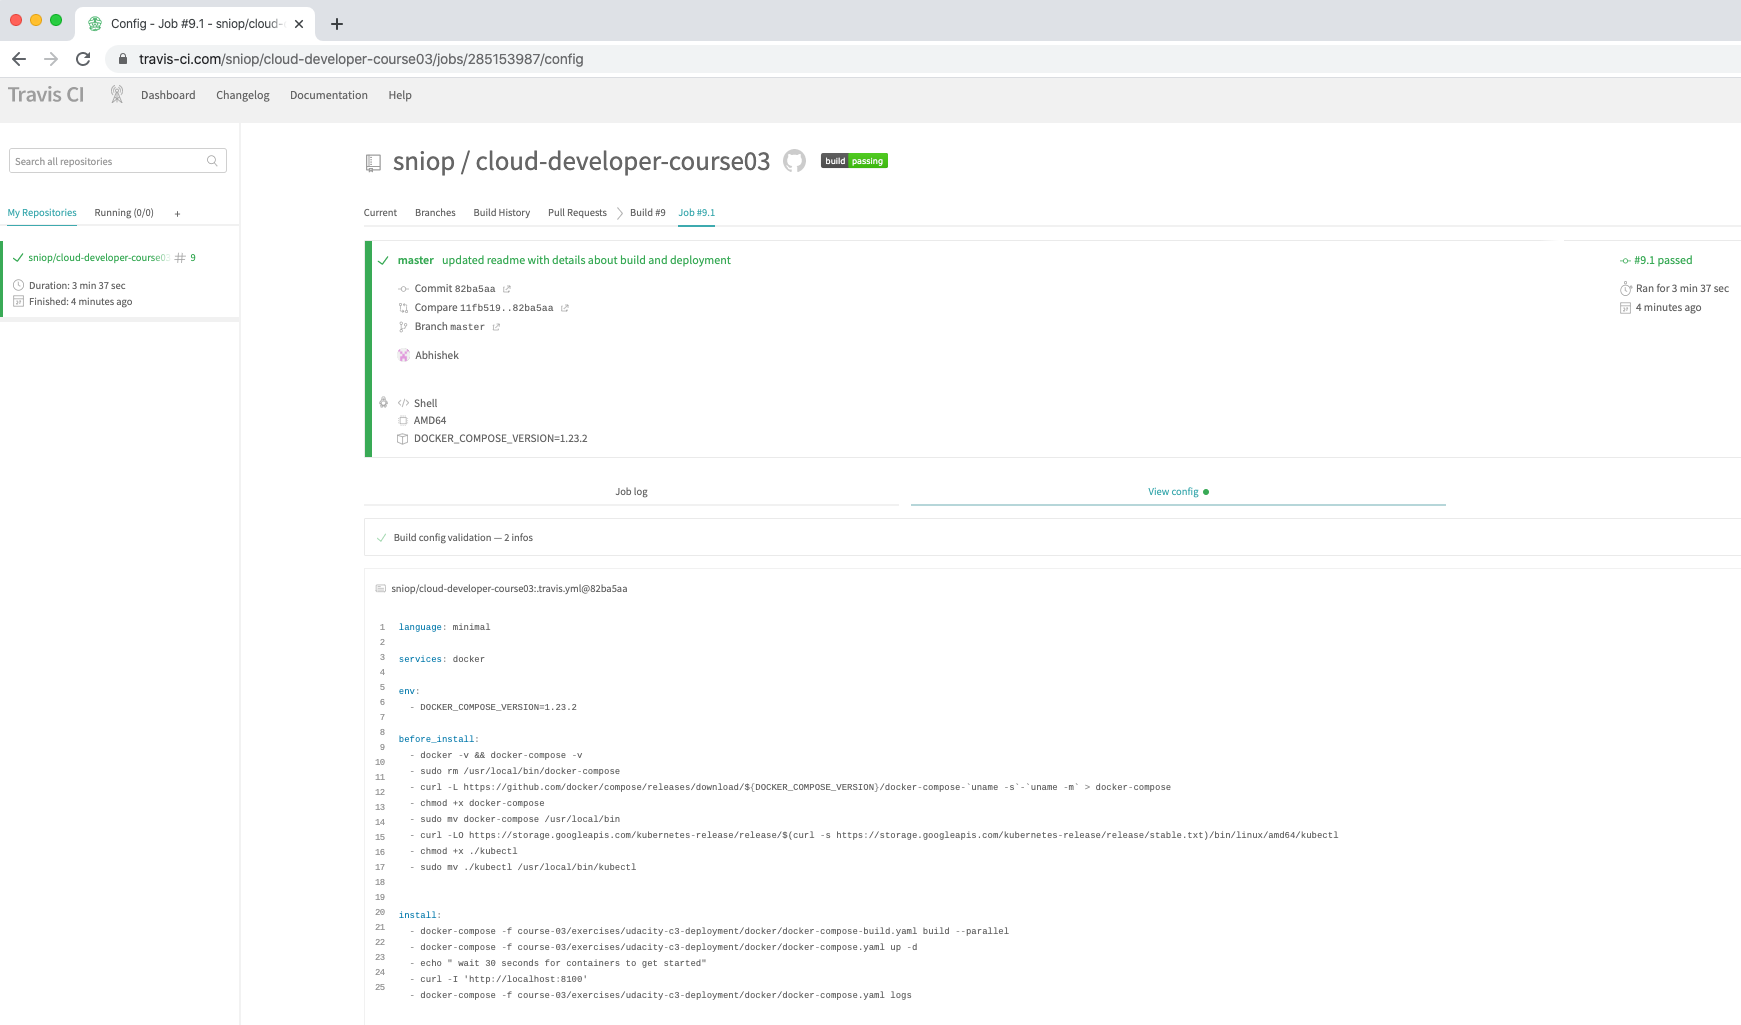 Config - Job #9.1 - sniop/cloud-
travis-ci.com/sniop/cloud-developer-course03/jobs/285153987/config
Travis CI Dashboard Changelog Documentation Help
Search all repositories
My Repositories Running (0/0) +
sniop/cloud-developer-course03 # 9
Duration: 3 min 37 sec
Finished: 4 minutes ago
sniop / cloud-developer-course03 build passing
Current Branches Build History Pull Requests Build #9 Job #9.1
master updated readme with details about build and deployment
Commit 82ba5aa
Compare 11fb519..82ba5aa
Branch master
Abhishek
Shell
AMD64
DOCKER_COMPOSE_VERSION=1.23.2
#9.1 passed
Ran for 3 min 37 sec
4 minutes ago
Job log View config
Build config validation — 2 infos
sniop/cloud-developer-course03:.travis.yml@82ba5aa
1 language: minimal
2
3 services: docker
4
5 env:
6 - DOCKER_COMPOSE_VERSION=1.23.2
7
8 before_install:
9 - docker -v && docker-compose -v
10 - sudo rm /usr/local/bin/docker-compose
11 - curl -L https://github.com/docker/compose/releases/download/${DOCKER_COMPOSE_VERSION}/docker-compose-`uname -s`-`uname -m` > docker-compose
12 - chmod +x docker-compose
13 - sudo mv docker-compose /usr/local/bin
14 - curl -LO https://storage.googleapis.com/kubernetes-release/release/$(curl -s https://storage.googleapis.com/kubernetes-release/release/stable.txt)/bin/linux/amd64/kubectl
15 - chmod +x ./kubectl
16 - sudo mv ./kubectl /usr/local/bin/kubectl
17
18
19 install:
20 - docker-compose -f course-03/exercises/udacity-c3-deployment/docker/docker-compose-build.yaml build --parallel
21 - docker-compose -f course-03/exercises/udacity-c3-deployment/docker/docker-compose.yaml up -d
22 - echo " wait 30 seconds for containers to get started"
23 - curl -I 'http://localhost:8100'
24 - docker-compose -f course-03/exercises/udacity-c3-deployment/docker/docker-compose.yaml logs
25